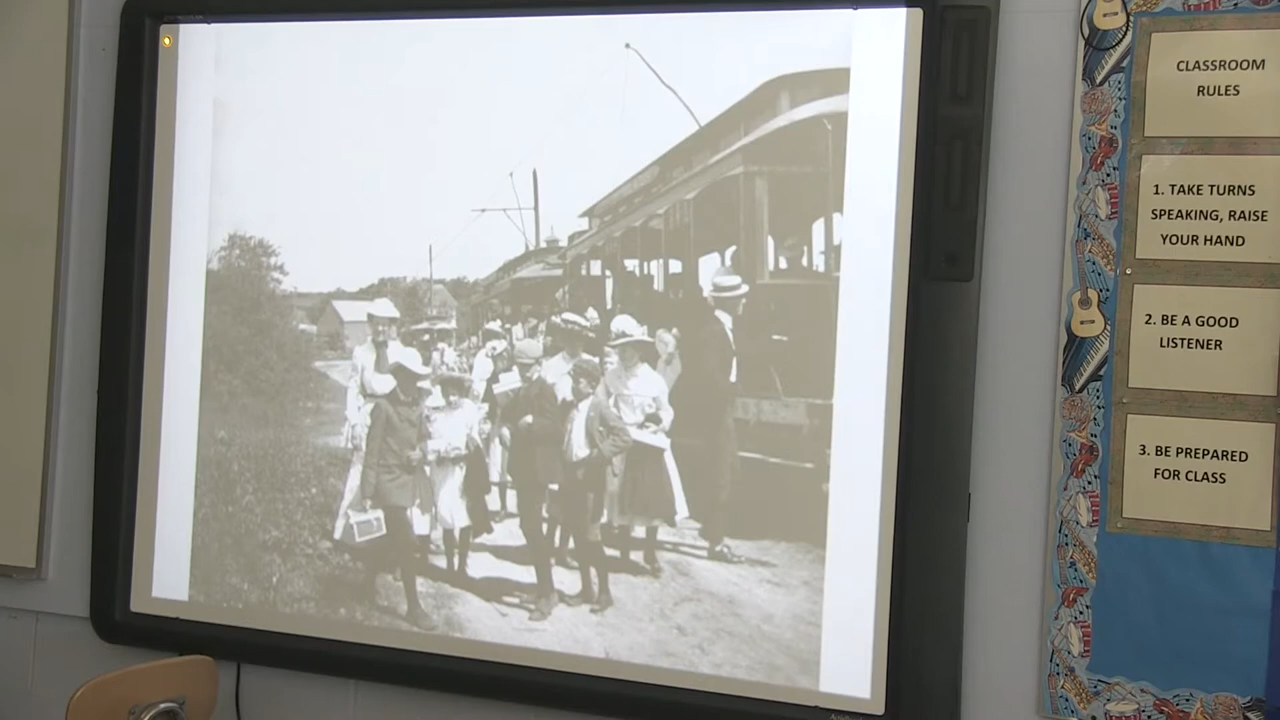 CLASSROOM
RULES
1. TAKE TURNS
SPEAKING, RAISE
YOUR HAND
2. BE A GOOD
LISTENER
3. BE PREPARED
FOR CLASS